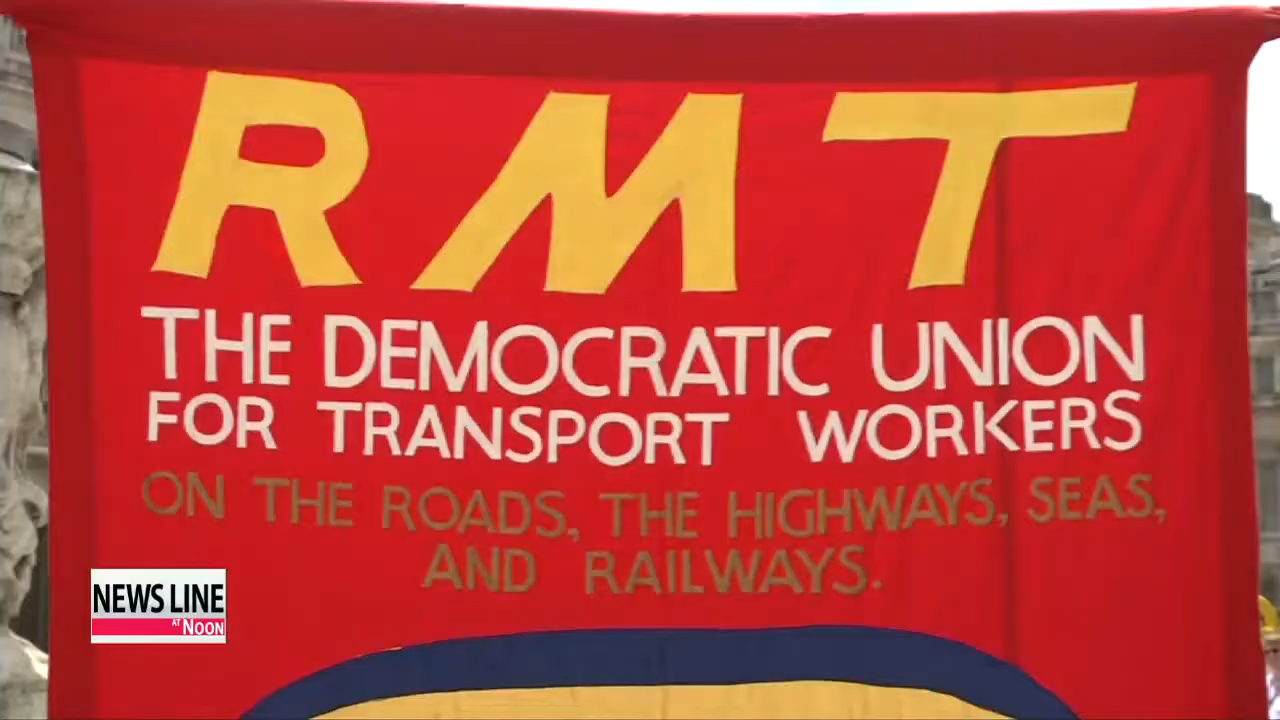 RMT
THE DEMOCRATIC UNION
FOR TRANSPORT WORKERS
ON THE ROADS, THE HIGHWAYS, SEAS,
AND RAILWAYS.
NEWS LINE
AT NOON